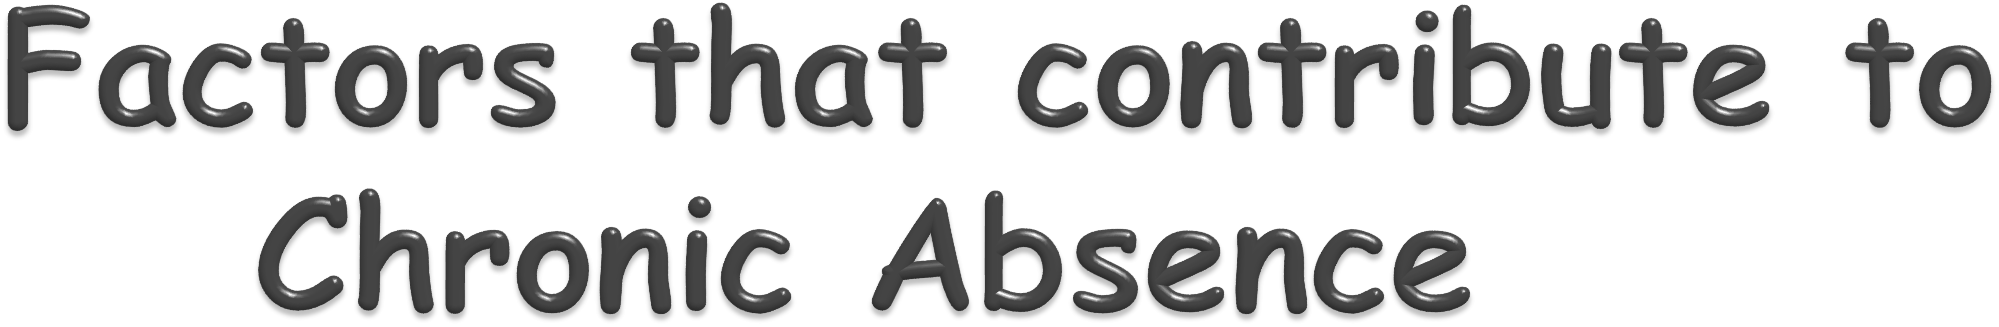 Factors that contribute to
Chronic Absence